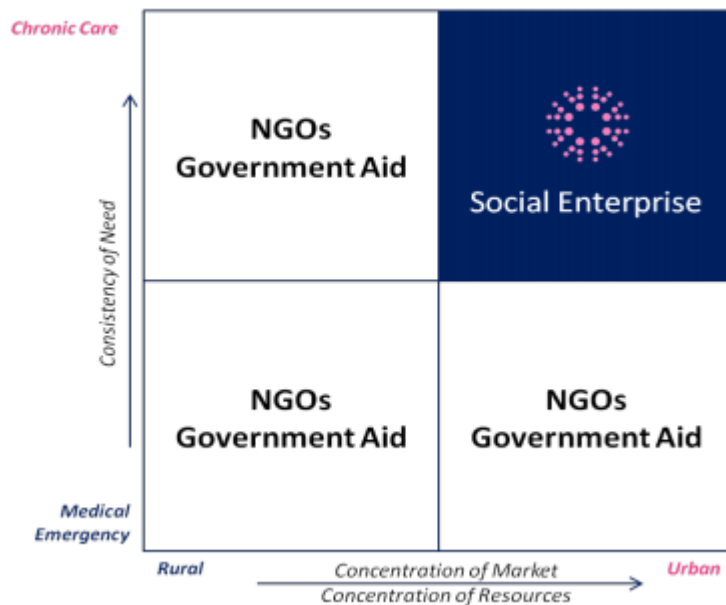 Chronic Care
NGOs
Government Aid
Social Enterprise
Consistency of Need
NGOs
Government Aid
NGOs
Government Aid
Medical
Emergency
Rural
Concentration of Market
Concentration of Resources
Urban